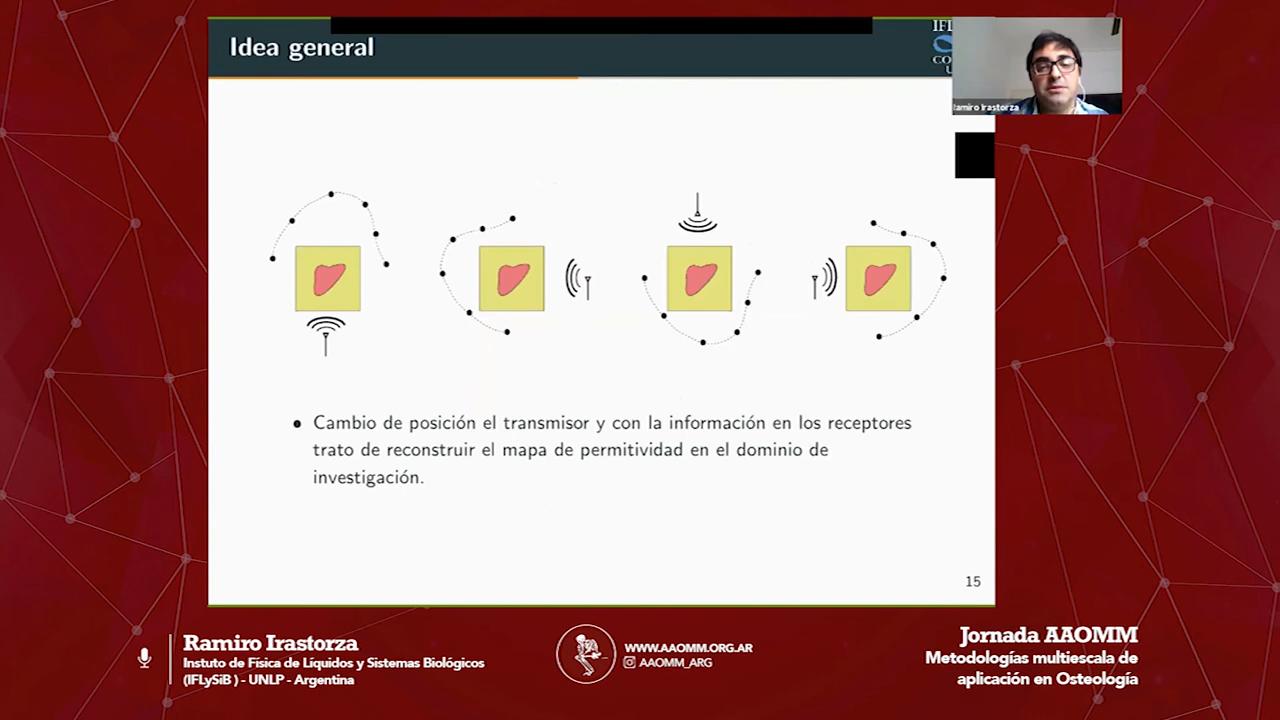 Idea general
Ramiro Irastorza
Cambio de posición el transmisor y con la información en los receptores
trato de reconstruir el mapa de permitividad en el dominio de
investigación.
15
Ramiro Irastorza
Instuto de Física de Líquidos y Sistemas Biológicos
(IFLySiB ) - UNLP - Argentina
WWW.AAOMM.ORG.AR
AAOMM_ARG
Jornada AAOMM
Metodologías multiescala de
aplicación en Osteología